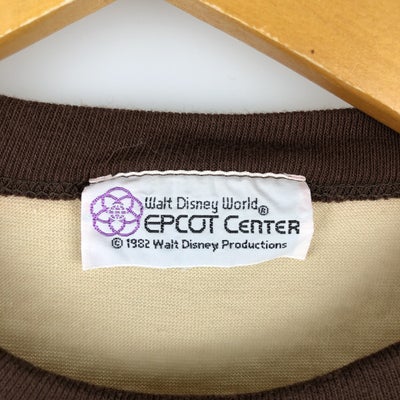 Walt Disney World®
EPCOT CENTER
© 1982 Walt Disney Productions